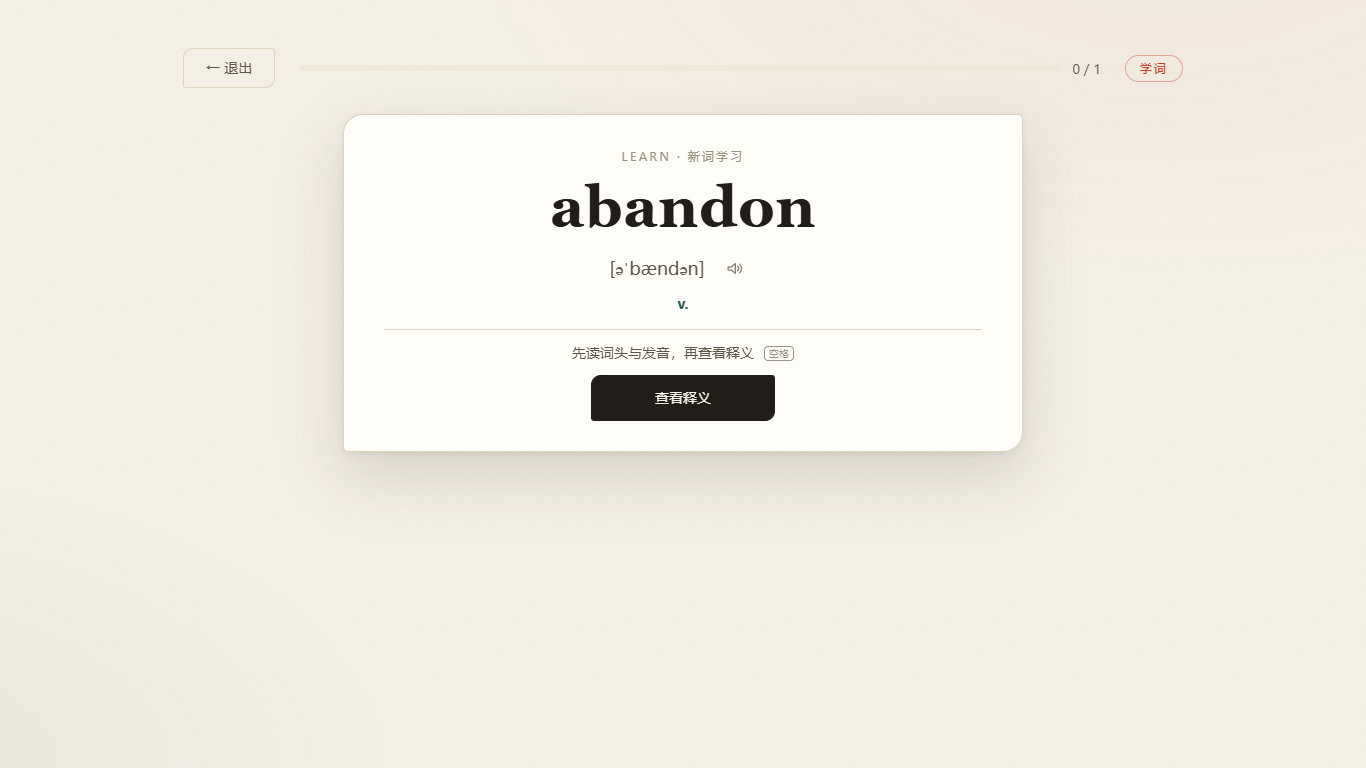 ← 退出
0 / 1
学词
LEARN · 新词学习
abandon
[ə˙bændən]
v.
先读词头与发音，再查看释义 空格
查看释义